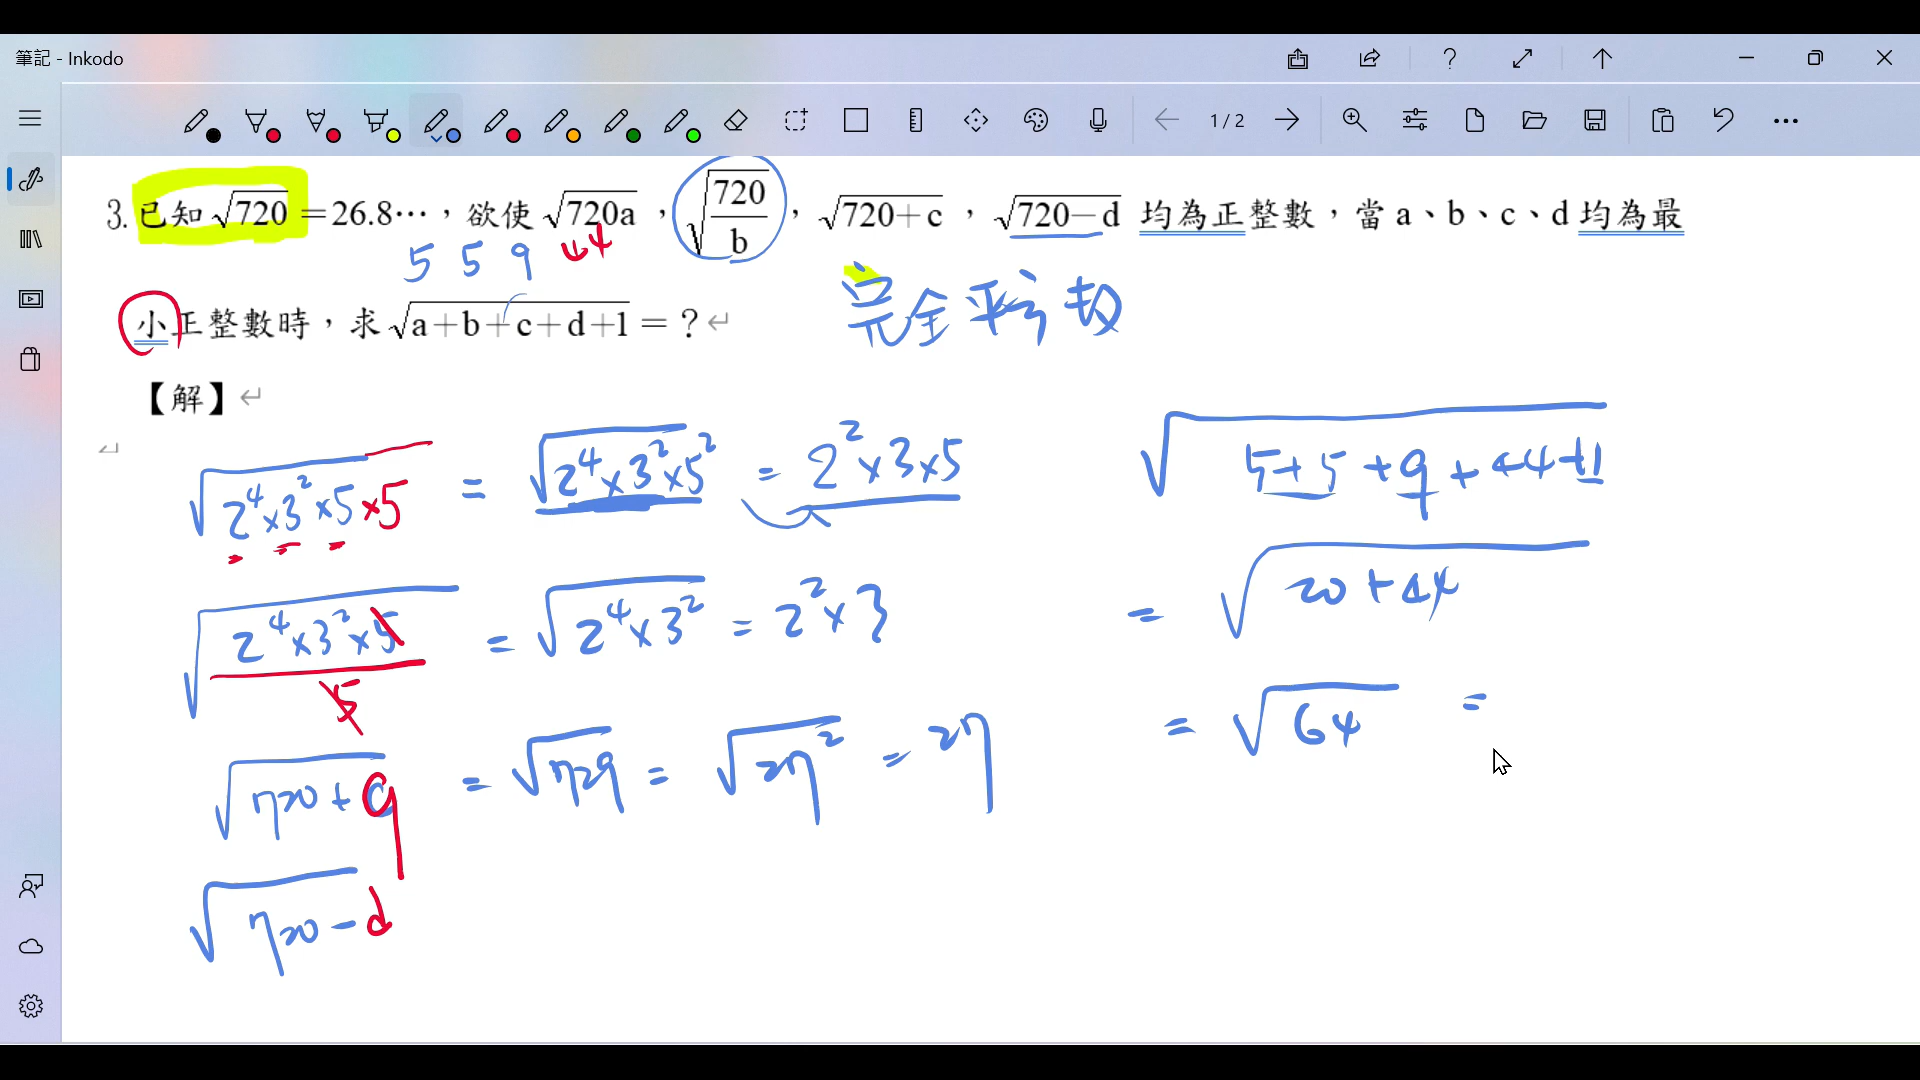 筆記 - Inkodo
1 / 2
3. 已知√720=26.8⋯，欲使√720a，√(720/b)，√720+c，√720−d 均為正整數，當 a、b、c、d 均為最
5 5 9 44
完全平方數
小正整數時，求√a+b+c+d+1＝？
【解】
√2⁴×3²×5×5 = √2⁴×3²×5² = 2²×3×5
√5+5+9+44+1
= √20+44
√(2⁴×3²×5/5) = √2⁴×3² = 2²×3
= √64 =
√720+9 = √729 = √27² = 27
√720−d